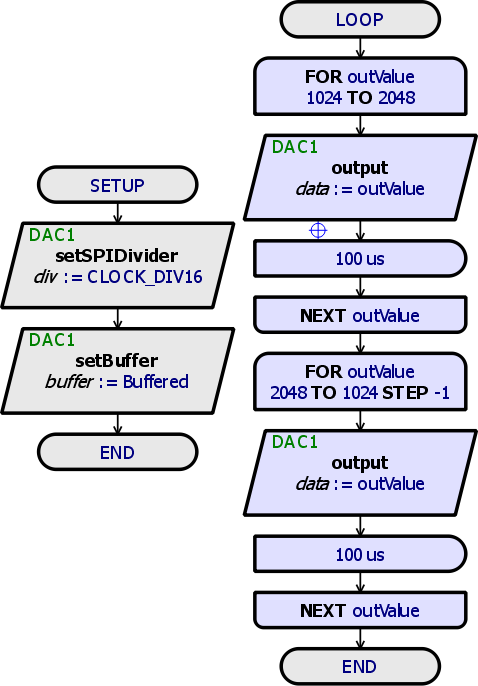 SETUP
DAC1
setSPIDivider
div := CLOCK_DIV16
DAC1
setBuffer
buffer := Buffered
END
LOOP
FOR outValue
1024 TO 2048
DAC1
output
data := outValue
100 us
NEXT outValue
FOR outValue
2048 TO 1024 STEP -1
DAC1
output
data := outValue
100 us
NEXT outValue
END